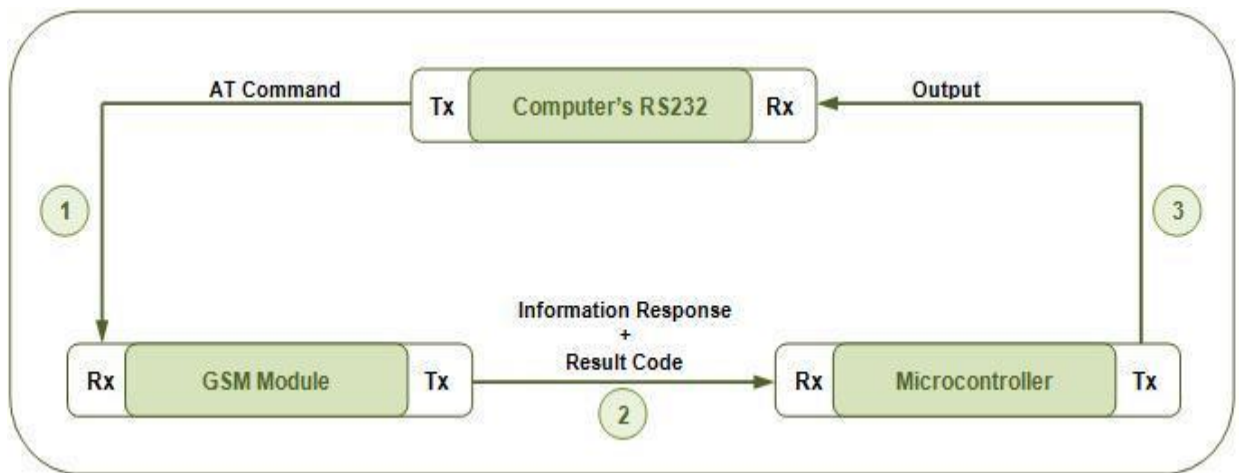 AT Command
Tx
Computer's RS232
Rx
Output
1
3
Information Response
+
Result Code
Rx
GSM Module
Tx
2
Rx
Microcontroller
Tx